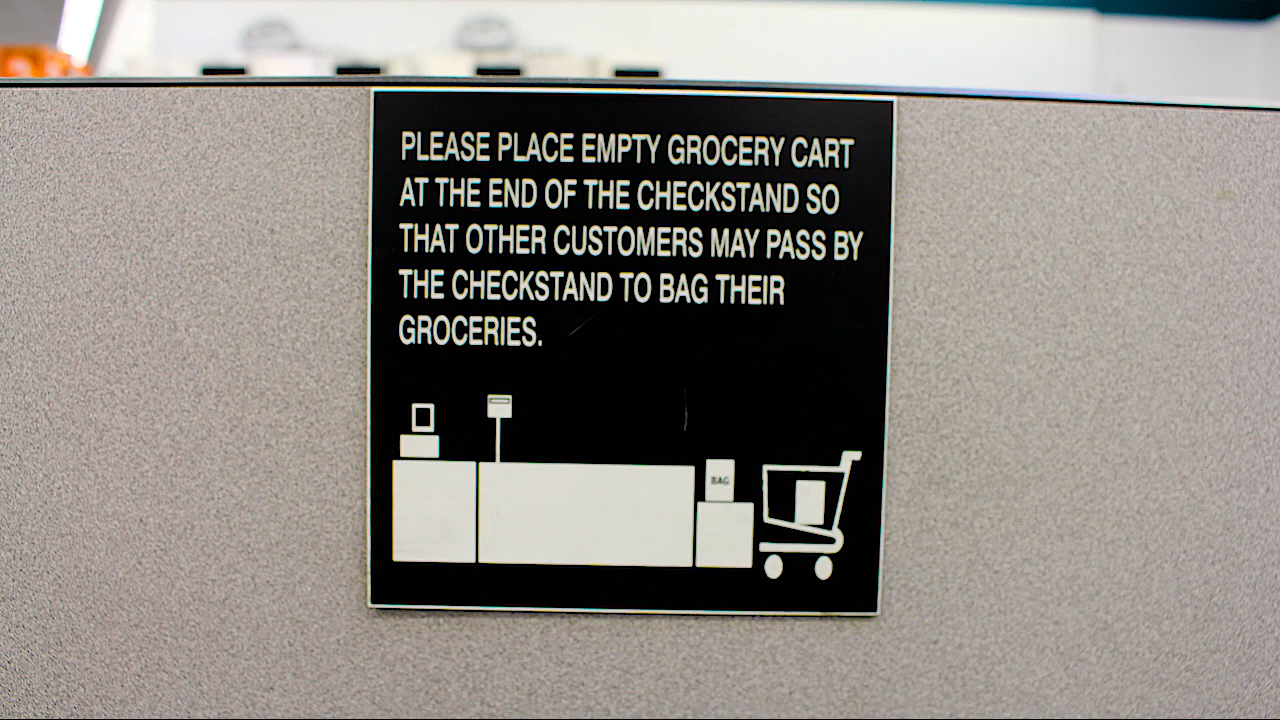 PLEASE PLACE EMPTY GROCERY CART
AT THE END OF THE CHECKSTAND SO
THAT OTHER CUSTOMERS MAY PASS BY
THE CHECKSTAND TO BAG THEIR
GROCERIES.
BAG